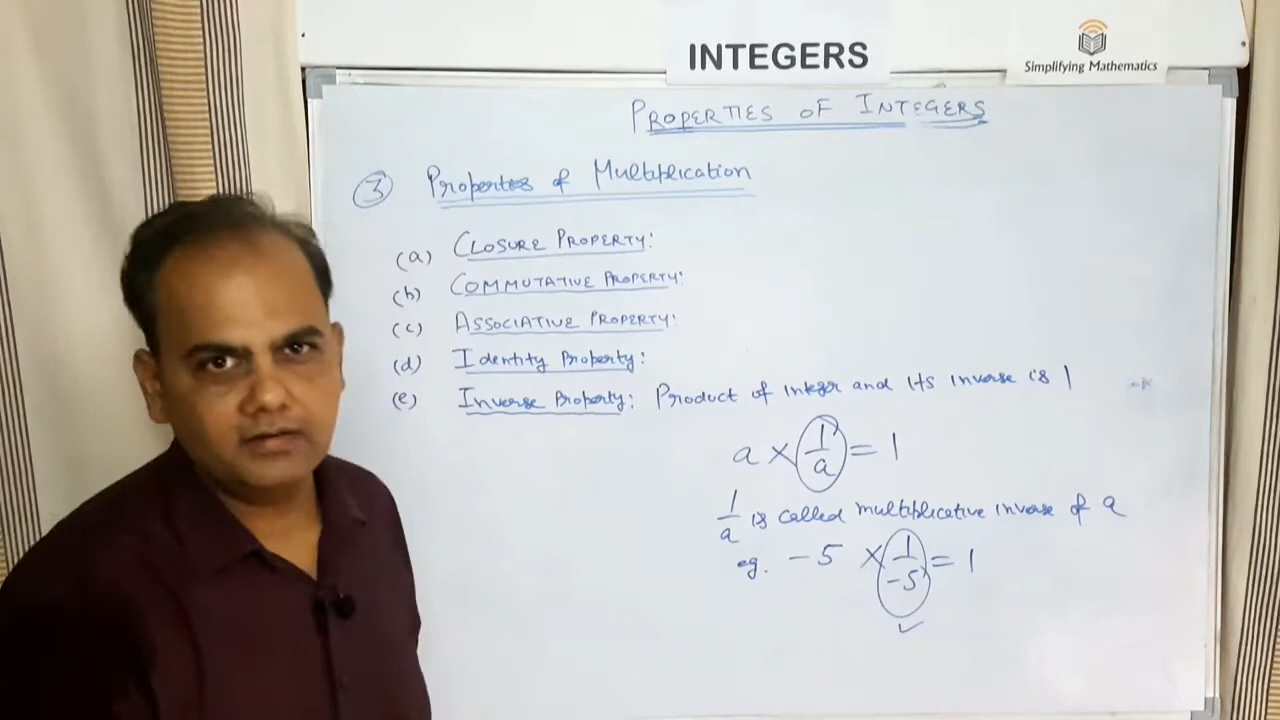 INTEGERS
Simplifying Mathematics
PROPERTIES OF INTEGERS
③ Properties of Multiplication
(a) CLOSURE PROPERTY:
(b) COMMUTATIVE PROPERTY:
(c) ASSOCIATIVE PROPERTY:
(d) Identity Property:
(e) Inverse Property: Product of Integer and its inverse is 1
a × 1/a = 1
1/a is called multiplicative inverse of a
eg. -5 × 1/-5 = 1